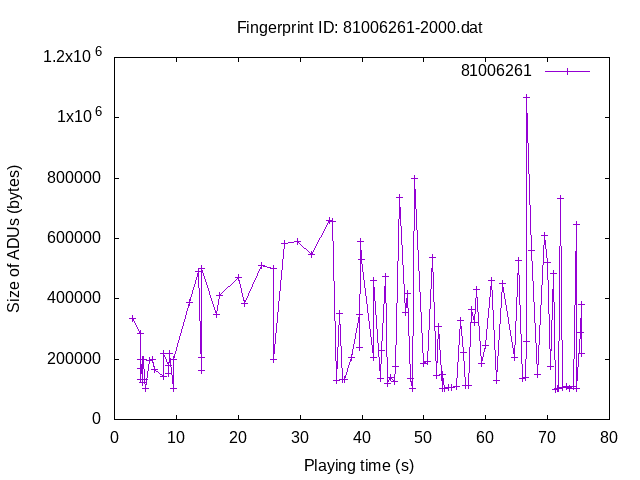 Fingerprint ID: 81006261-2000.dat
81006261
Size of ADUs (bytes)
1.2x10^6
1x10^6
800000
600000
400000
200000
0
0 10 20 30 40 50 60 70 80
Playing time (s)